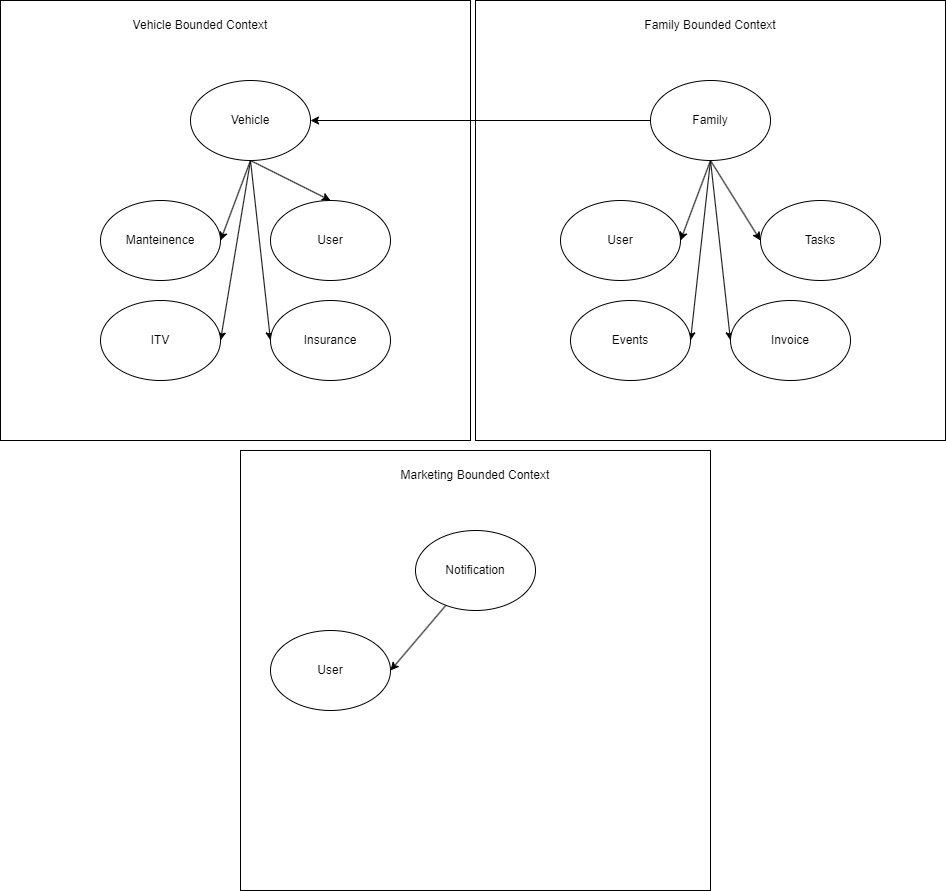 Vehicle Bounded Context
Family Bounded Context
Vehicle
Family
Manteinence
User
User
Tasks
ITV
Insurance
Events
Invoice
Marketing Bounded Context
Notification
User